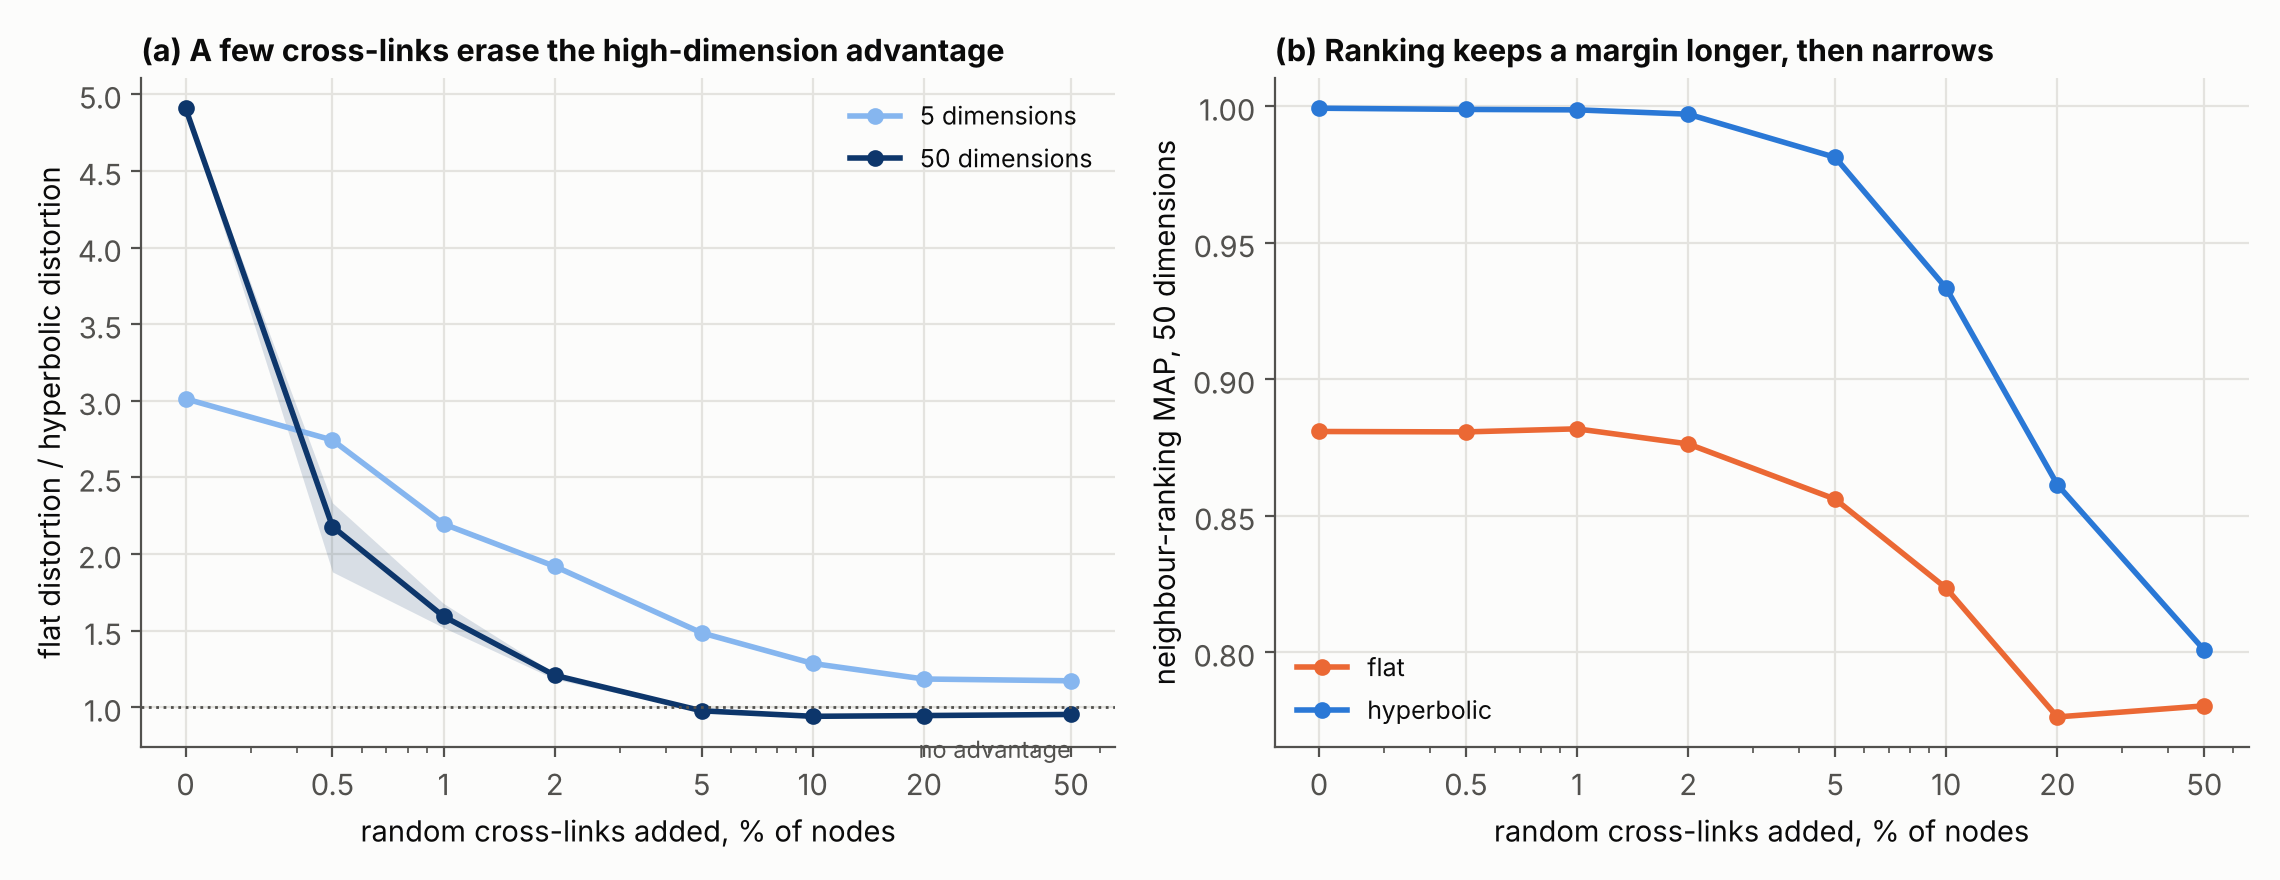 (a) A few cross-links erase the high-dimension advantage
flat distortion / hyperbolic distortion
5.0
4.5
4.0
3.5
3.0
2.5
2.0
1.5
1.0
5 dimensions
50 dimensions
no advantage
0 0.5 1 2 5 10 20 50
random cross-links added, % of nodes
(b) Ranking keeps a margin longer, then narrows
neighbour-ranking MAP, 50 dimensions
1.00
0.95
0.90
0.85
0.80
flat
hyperbolic
0 0.5 1 2 5 10 20 50
random cross-links added, % of nodes